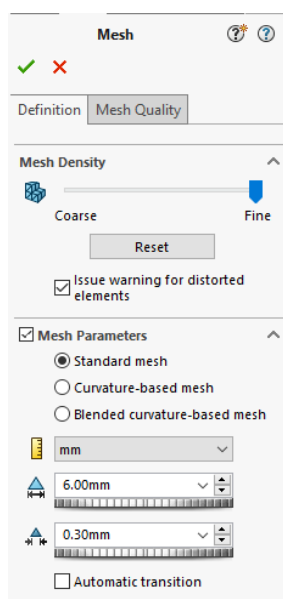 Mesh
Definition Mesh Quality
Mesh Density
Coarse Fine
Reset
Issue warning for distorted
elements
Mesh Parameters
Standard mesh
Curvature-based mesh
Blended curvature-based mesh
mm
6.00mm
0.30mm
Automatic transition